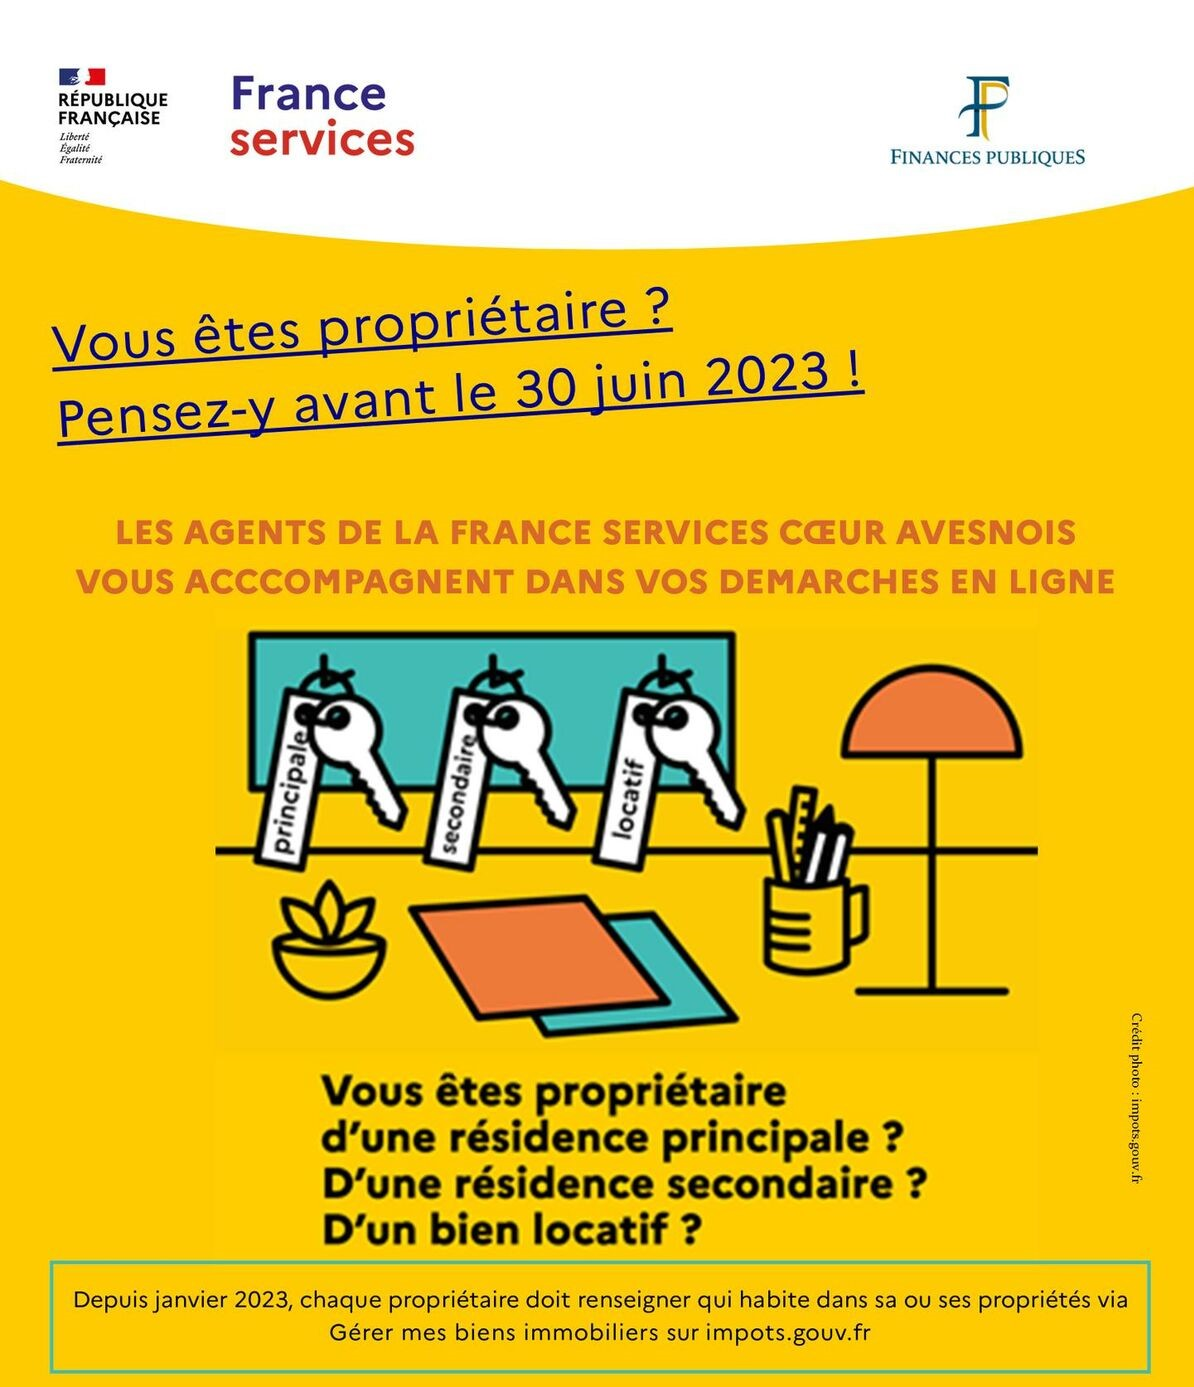 RÉPUBLIQUE
FRANÇAISE
Liberté
Égalité
Fraternité
France
services
FINANCES PUBLIQUES
Vous êtes propriétaire ?
Pensez-y avant le 30 juin 2023 !
LES AGENTS DE LA FRANCE SERVICES CŒUR AVESNOIS
VOUS ACCCOMPAGNENT DANS VOS DEMARCHES EN LIGNE
principale
secondaire
locatif
Crédit photo : impots.gouv.fr
Vous êtes propriétaire
d'une résidence principale ?
D'une résidence secondaire ?
D'un bien locatif ?
Depuis janvier 2023, chaque propriétaire doit renseigner qui habite dans sa ou ses propriétés via
Gérer mes biens immobiliers sur impots.gouv.fr